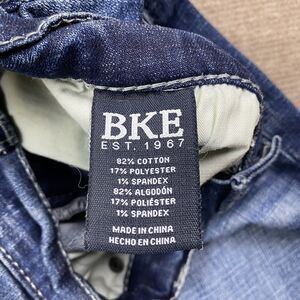 BKE
EST. 1967
82% COTTON
17% POLYESTER
1% SPANDEX
82% ALGODÓN
17% POLIÉSTER
1% SPANDEX
MADE IN CHINA
HECHO EN CHINA